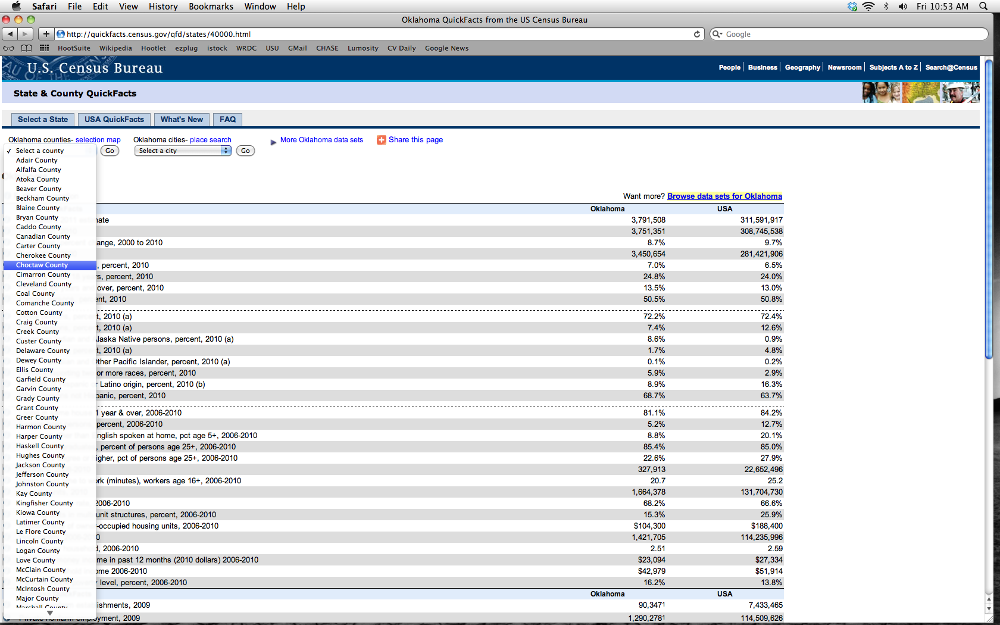 Safari File Edit View History Bookmarks Window Help Fri 10:53 AM
Oklahoma QuickFacts from the US Census Bureau
http://quickfacts.census.gov/qfd/states/40000.html Google
HootSuite Wikipedia Hootlet ezplug istock WRDC USU GMail CHASE Lumosity CV Daily Google News
U.S. Census Bureau
People Business Geography Newsroom Subjects A to Z Search@Census
State & County QuickFacts
Select a State USA QuickFacts What's New FAQ
Oklahoma counties- selection map Oklahoma cities- place search More Oklahoma data sets Share this page
✓ Select a county Go Select a city Go
Adair County
Alfalfa County
Atoka County
Beaver County
Beckham County
Blaine County
Bryan County
Caddo County
Canadian County
Carter County
Cherokee County
Choctaw County
Cimarron County
Cleveland County
Coal County
Comanche County
Cotton County
Craig County
Creek County
Custer County
Delaware County
Dewey County
Ellis County
Garfield County
Garvin County
Grady County
Grant County
Greer County
Harmon County
Harper County
Haskell County
Hughes County
Jackson County
Jefferson County
Johnston County
Kay County
Kingfisher County
Kiowa County
Latimer County
Le Flore County
Lincoln County
Logan County
Love County
McClain County
McCurtain County
McIntosh County
Major County
Marshall County
Want more? Browse data sets for Oklahoma
Oklahoma USA
nate 3,791,508 311,591,917
3,751,351 308,745,538
ange, 2000 to 2010 8.7% 9.7%
3,450,654 281,421,906
, percent, 2010 7.0% 6.5%
s, percent, 2010 24.8% 24.0%
over, percent, 2010 13.5% 13.0%
ent, 2010 50.5% 50.8%
t, 2010 (a) 72.2% 72.4%
t, 2010 (a) 7.4% 12.6%
Alaska Native persons, percent, 2010 (a) 8.6% 0.9%
t, 2010 (a) 1.7% 4.8%
Other Pacific Islander, percent, 2010 (a) 0.1% 0.2%
or more races, percent, 2010 5.9% 2.9%
r Latino origin, percent, 2010 (b) 8.9% 16.3%
panic, percent, 2010 68.7% 63.7%
1 year & over, 2006-2010 81.1% 84.2%
percent, 2006-2010 5.2% 12.7%
nglish spoken at home, pct age 5+, 2006-2010 8.8% 20.1%
, percent of persons age 25+, 2006-2010 85.4% 85.0%
igher, pct of persons age 25+, 2006-2010 22.6% 27.9%
327,913 22,652,496
rk (minutes), workers age 16+, 2006-2010 20.7 25.2
1,664,378 131,704,730
2006-2010 68.2% 66.6%
unit structures, percent, 2006-2010 15.3% 25.9%
-occupied housing units, 2006-2010 $104,300 $188,400
0 1,421,705 114,235,996
, 2006-2010 2.51 2.59
me in past 12 months (2010 dollars) 2006-2010 $23,094 $27,334
ome 2006-2010 $42,979 $51,914
level, percent, 2006-2010 16.2% 13.8%
Oklahoma USA
ishments, 2009 90,347¹ 7,433,465
Private nonfarm employment, 2009 1,290,278¹ 114,509,626